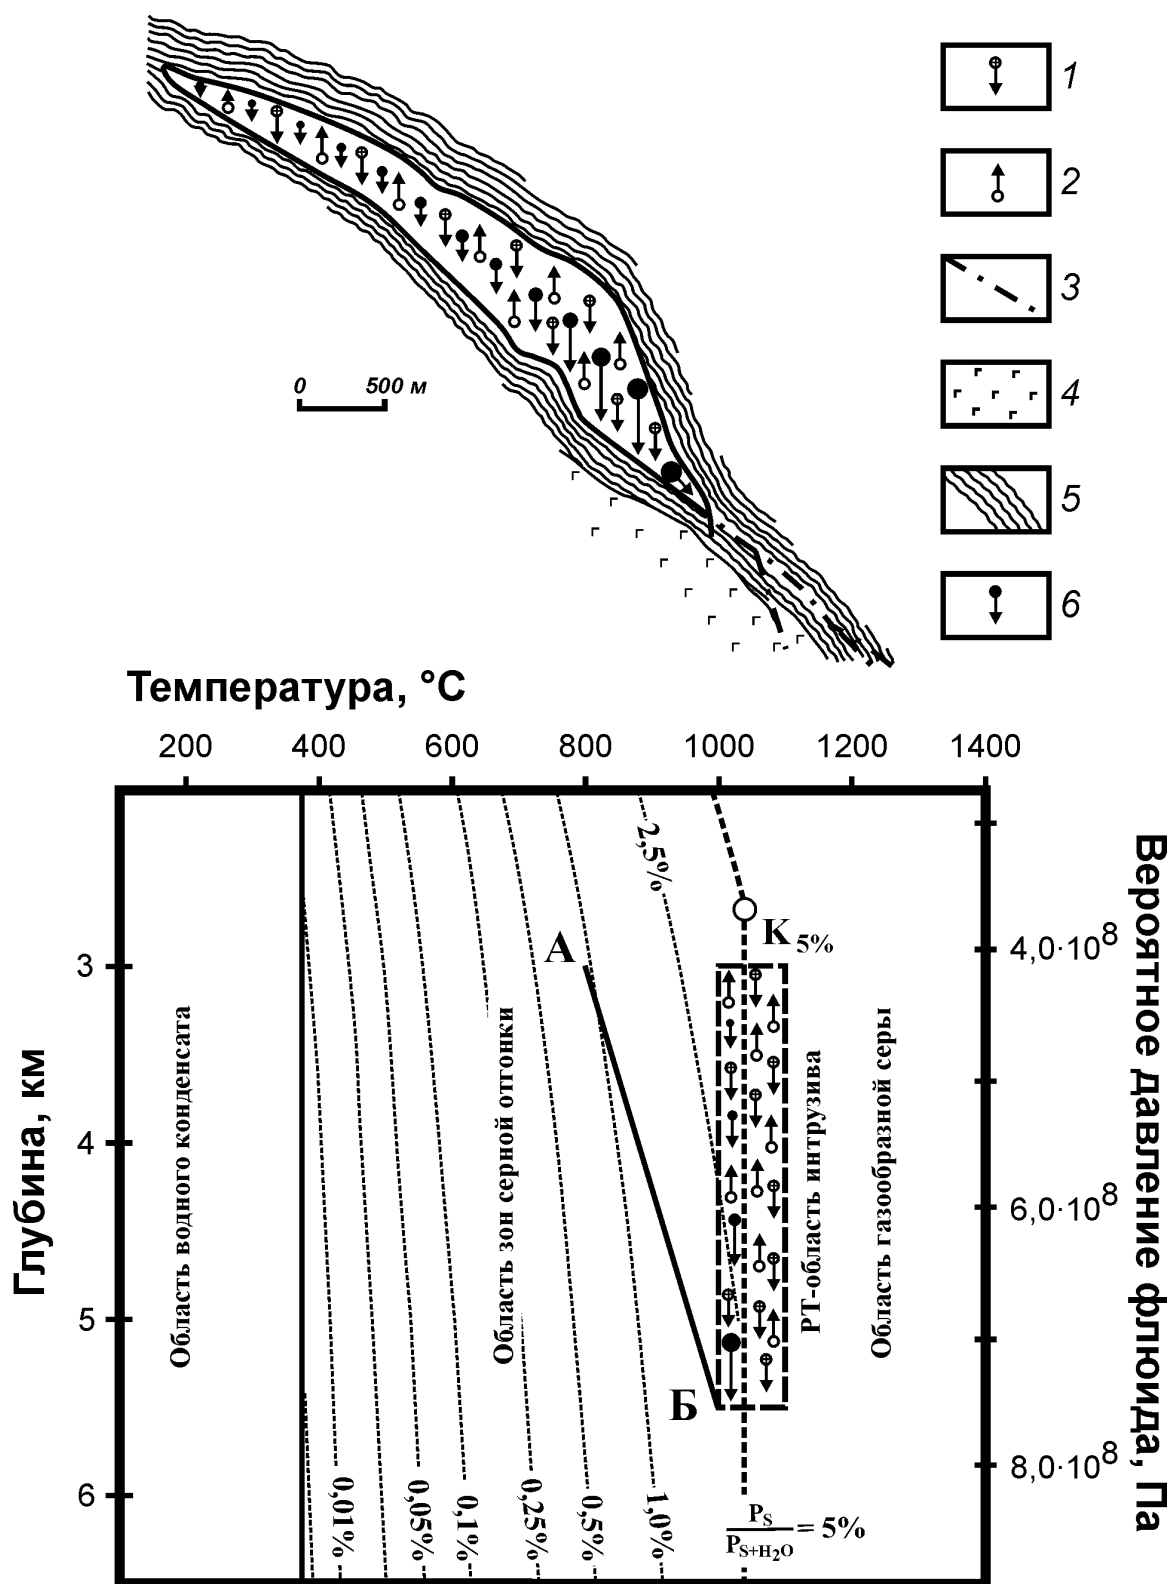 1
2
3
4
5
6
0 500 м
Температура, °С
200 400 600 800 1000 1200 1400
Глубина, км
3
4
5
6
Вероятное давление флюида, Па
4,0·10⁸
6,0·10⁸
8,0·10⁸
Область водного конденсата
Область зон серной отгонки
РТ-область интрузива
Область газообразной серы
А
Б
К 5%
2,5%
0,01%
0,05%
0,1%
0,25%
0,5%
1,0%
PS
PS+H₂O
= 5%